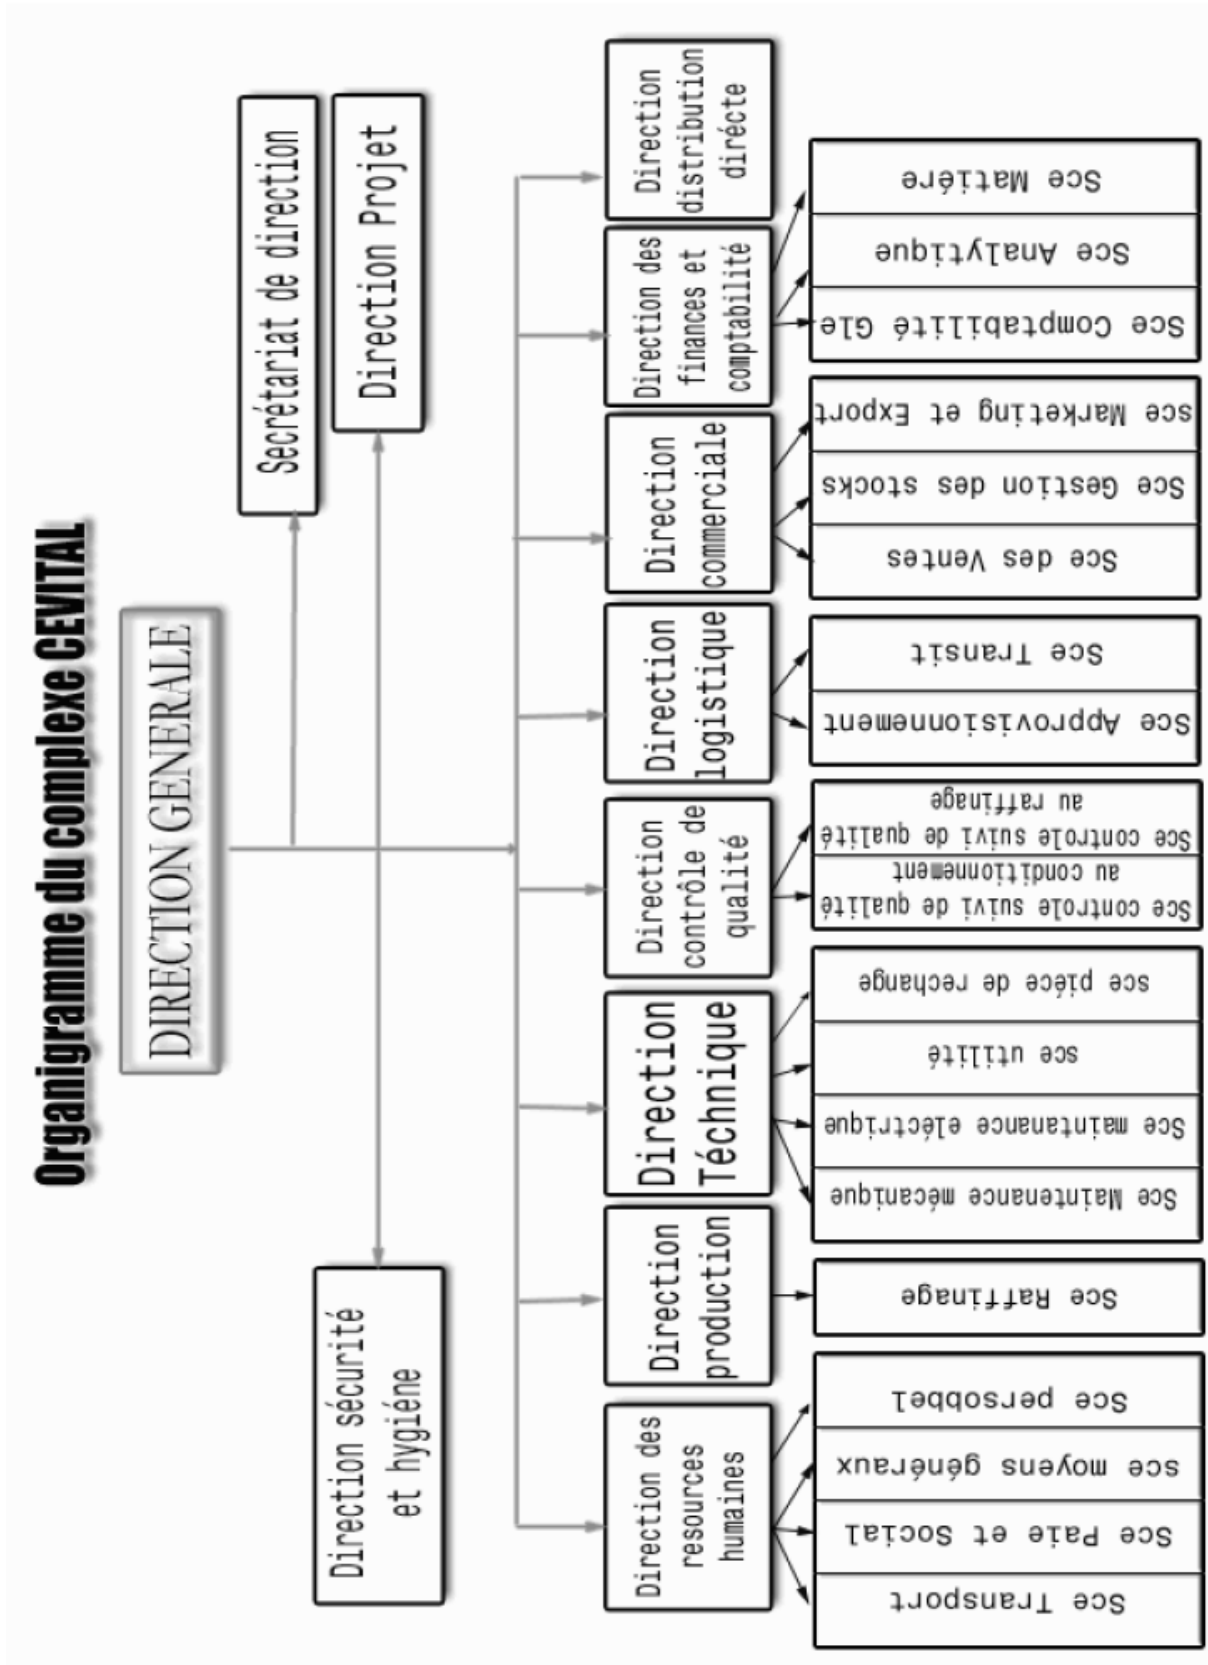 Organigramme du complexe CEVITAL
DIRECTION GENERALE
Secrétariat de direction
Direction Projet
Direction sécurité
et hygiéne
Direction des
resources
humaines
Direction
production
Direction
Téchnique
Direction
contrôle de
qualité
Direction
logistique
Direction
commerciale
Direction des
finances et
comptabilité
Direction
distribution
dirécte
Sce Transport
Sce Paie et Social
sce moyens généraux
Sce persobbel
Sce Raffinage
Sce Maintenance mécanique
Sce maintanance eléctrique
sce utilité
sce piéce de rechange
Sce controle suivi de qualité
au conditionnement
Sce controle suivi de qualité
au raffinage
Sce Approvisionnement
Sce Transit
Sce des Ventes
Sce Gestion des stocks
sce Marketing et Export
Sce Comptabilité Gle
Sce Analytique
Sce Matiére